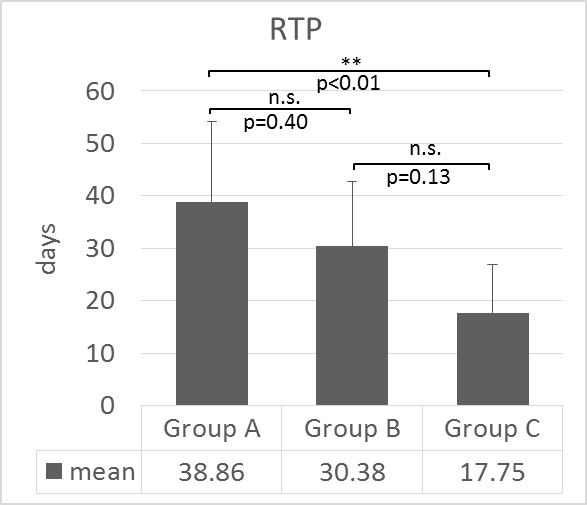 RTP
**
p<0.01
n.s.
p=0.40
n.s.
p=0.13
days
60
50
40
30
20
10
0
Group A Group B Group C
mean 38.86 30.38 17.75